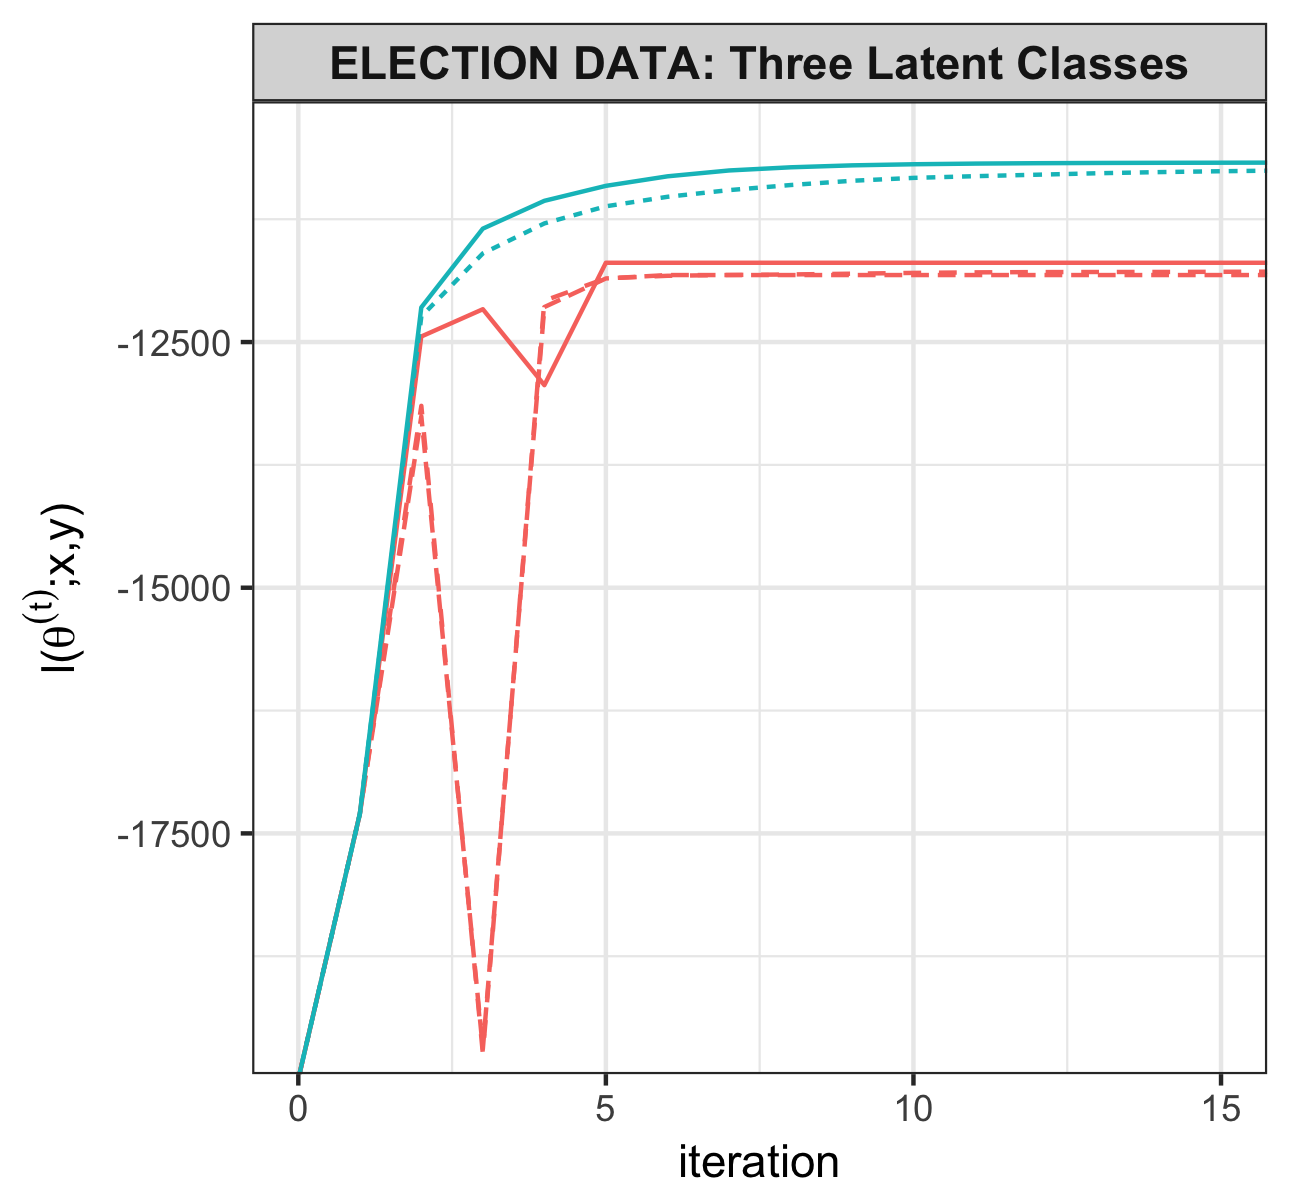 ELECTION DATA: Three Latent Classes
l(θ(t);x,y)
-12500
-15000
-17500
0 5 10 15
iteration